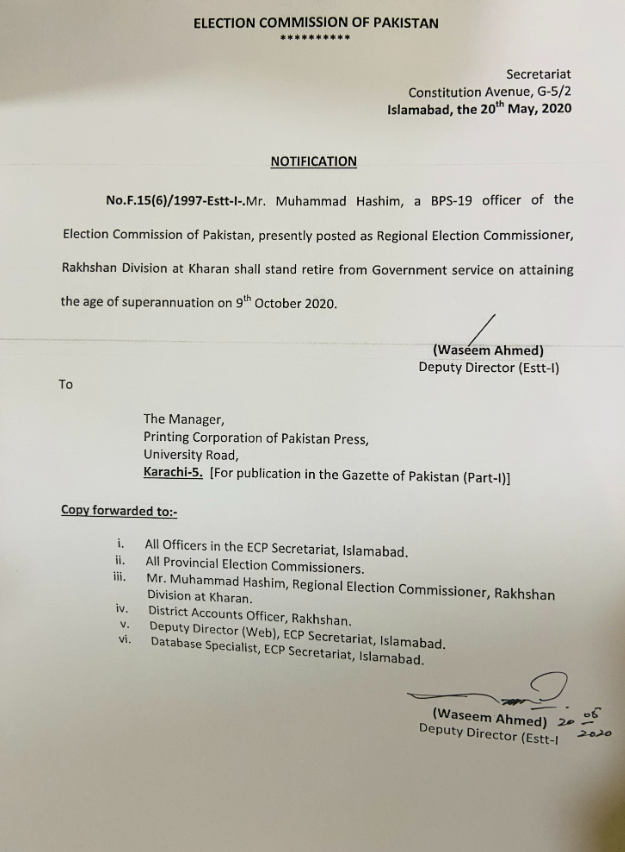 ELECTION COMMISSION OF PAKISTAN
**********
Secretariat
Constitution Avenue, G-5/2
Islamabad, the 20th May, 2020
NOTIFICATION
No.F.15(6)/1997-Estt-I-.Mr. Muhammad Hashim, a BPS-19 officer of the
Election Commission of Pakistan, presently posted as Regional Election Commissioner,
Rakhshan Division at Kharan shall stand retire from Government service on attaining
the age of superannuation on 9th October 2020.
(Waseem Ahmed)
Deputy Director (Estt-I)
To
The Manager,
Printing Corporation of Pakistan Press,
University Road,
Karachi-5. [For publication in the Gazette of Pakistan (Part-I)]
Copy forwarded to:-
i. All Officers in the ECP Secretariat, Islamabad.
ii. All Provincial Election Commissioners.
iii. Mr. Muhammad Hashim, Regional Election Commissioner, Rakhshan
Division at Kharan.
iv. District Accounts Officer, Rakhshan.
v. Deputy Director (Web), ECP Secretariat, Islamabad.
vi. Database Specialist, ECP Secretariat, Islamabad.
(Waseem Ahmed) 20 05
Deputy Director (Estt-I 2020